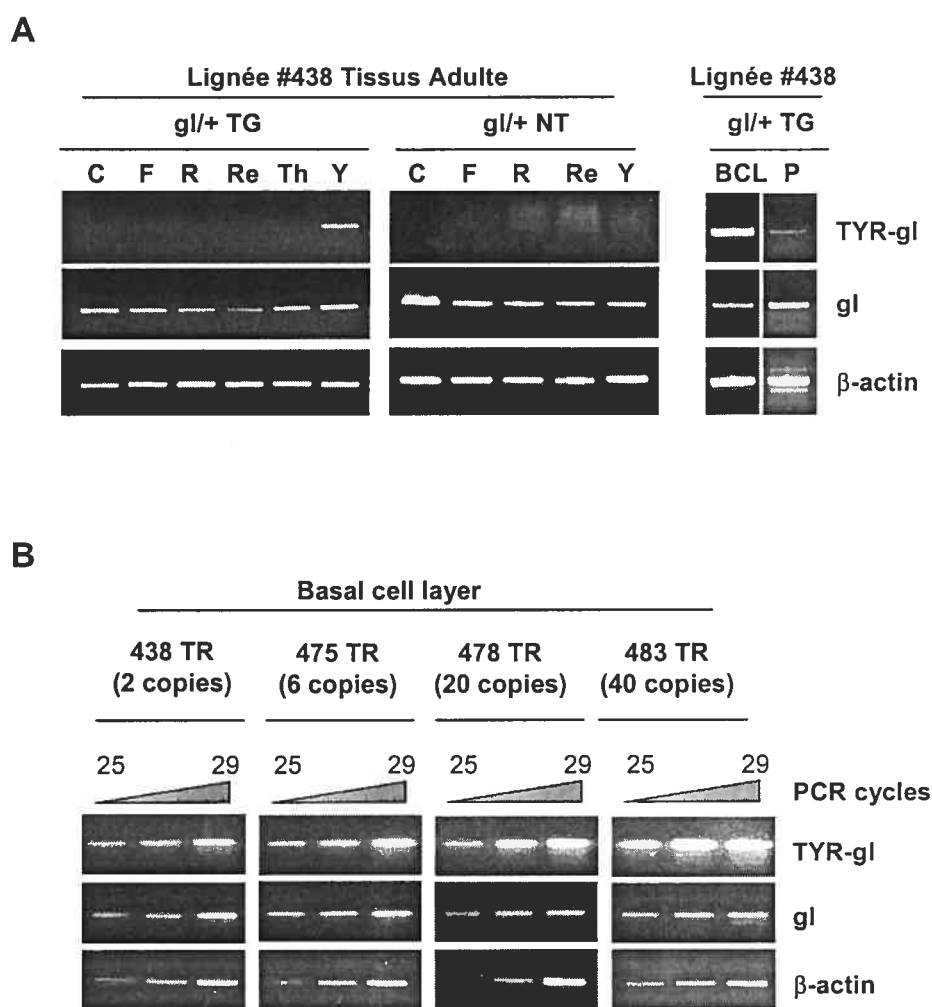 A
Lignée #438 Tissus Adulte
Lignée #438
gl/+ TG
gl/+ NT
gl/+ TG
C F R Re Th Y
C F R Re Y
BCL P
TYR-gl
gl
β-actin
B
Basal cell layer
438 TR
(2 copies)
475 TR
(6 copies)
478 TR
(20 copies)
483 TR
(40 copies)
25 29
25 29
25 29
25 29
PCR cycles
TYR-gl
gl
β-actin